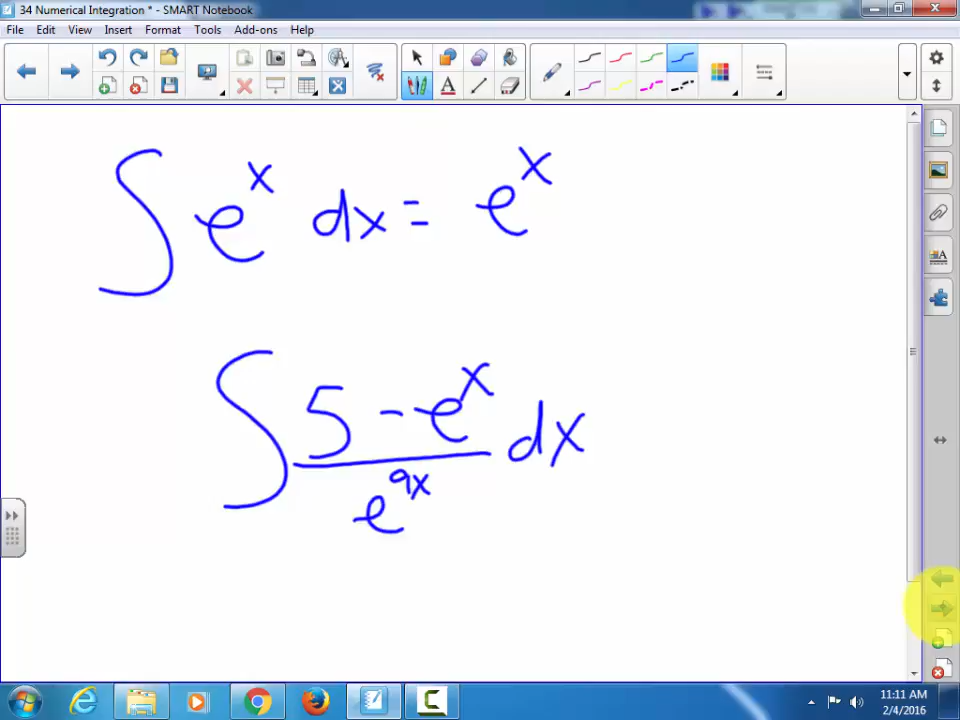 34 Numerical Integration * - SMART Notebook
File Edit View Insert Format Tools Add-ons Help
∫ e^x dx = e^x
∫ (5 - e^x)/(e^{9x}) dx
11:11 AM
2/4/2016